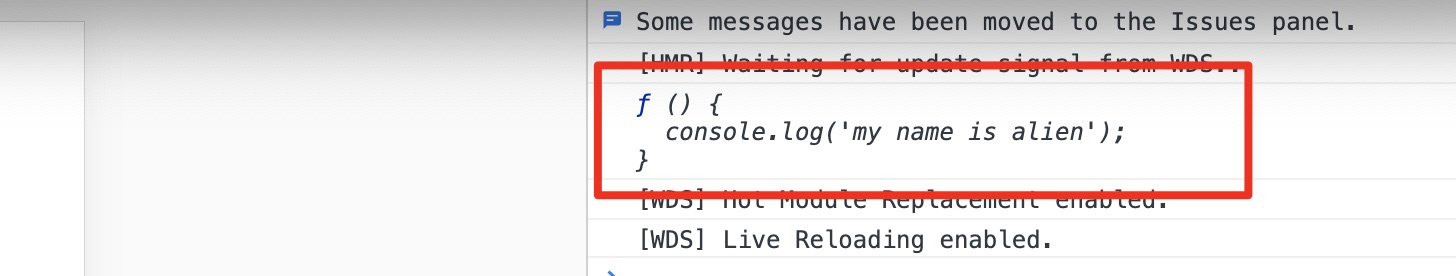 Some messages have been moved to the Issues panel.
[HMR] Waiting for update signal from WDS...
f () {
console.log('my name is alien');
}
[WDS] Hot Module Replacement enabled.
[WDS] Live Reloading enabled.